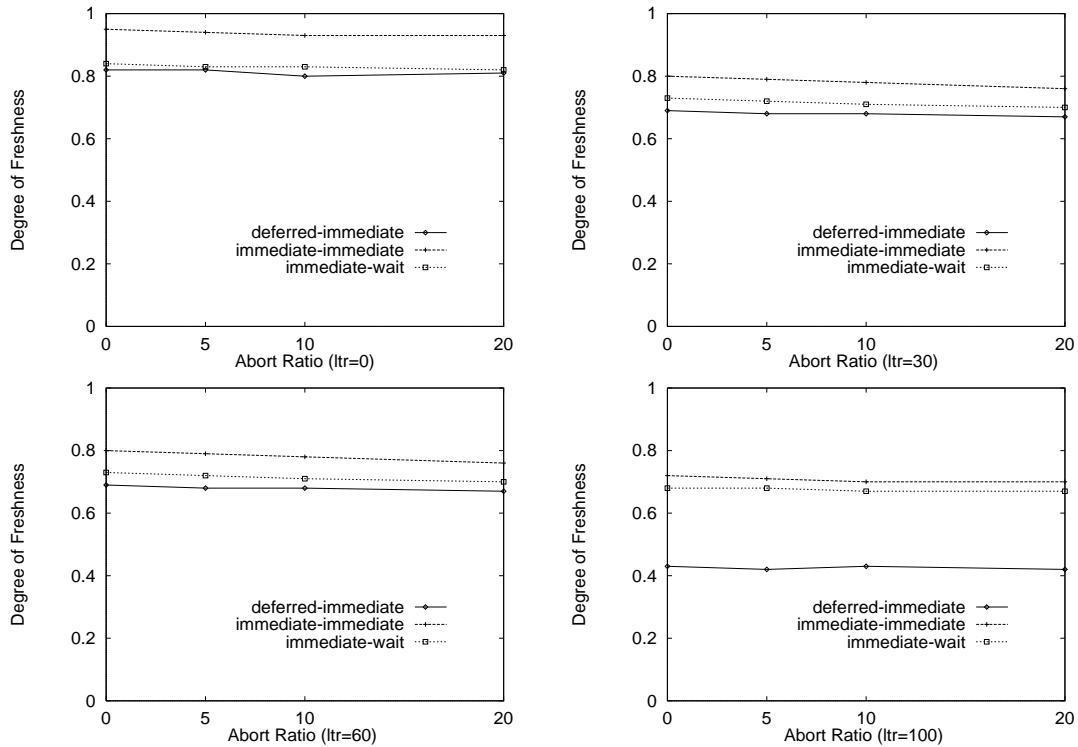 1
0.8
0.6
0.4
0.2
0
Degree of Freshness
deferred-immediate
immediate-immediate
immediate-wait
0 5 10 20
Abort Ratio (ltr=0)
1
0.8
0.6
0.4
0.2
0
Degree of Freshness
deferred-immediate
immediate-immediate
immediate-wait
0 5 10 20
Abort Ratio (ltr=30)
1
0.8
0.6
0.4
0.2
0
Degree of Freshness
deferred-immediate
immediate-immediate
immediate-wait
0 5 10 20
Abort Ratio (ltr=60)
1
0.8
0.6
0.4
0.2
0
Degree of Freshness
deferred-immediate
immediate-immediate
immediate-wait
0 5 10 20
Abort Ratio (ltr=100)